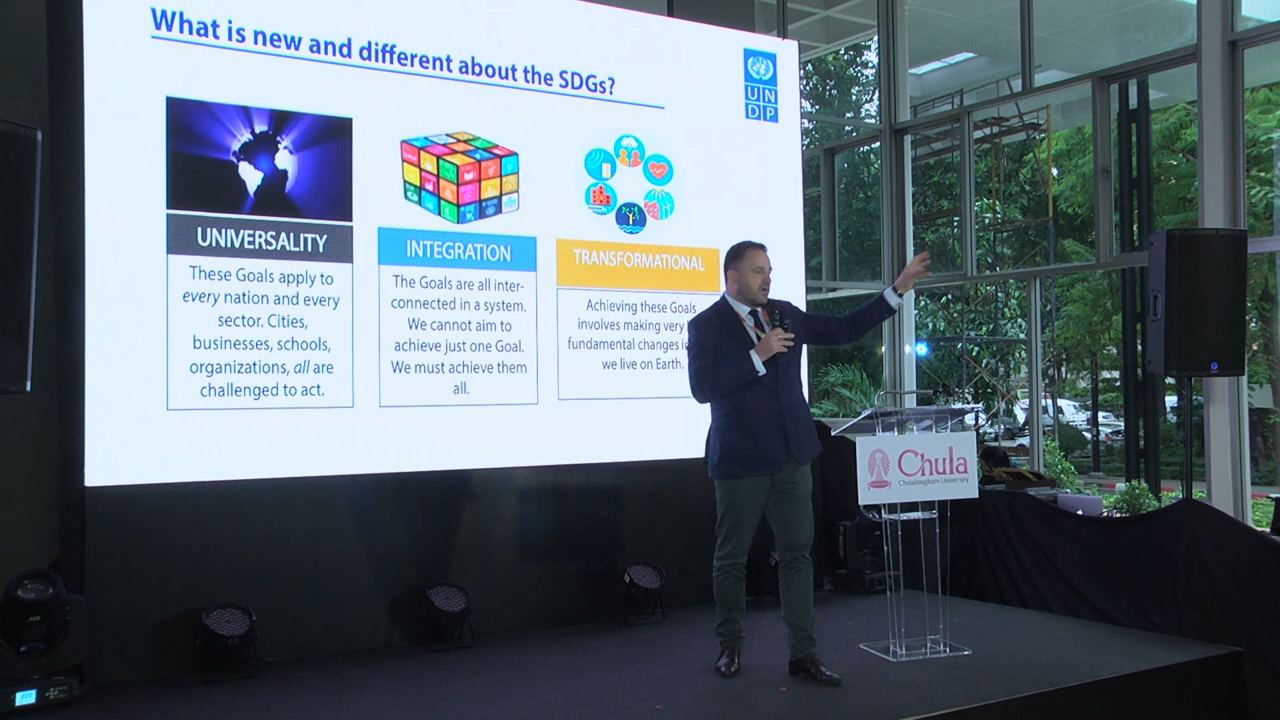 What is new and different about the SDGs?
UN
DP
UNIVERSALITY
These Goals apply to
every nation and every
sector. Cities,
businesses, schools,
organizations, all are
challenged to act.
INTEGRATION
The Goals are all inter-
connected in a system.
We cannot aim to
achieve just one Goal.
We must achieve them
all.
TRANSFORMATIONAL
Achieving these Goals
involves making very
fundamental changes
we live on Earth.
Chula
Chulalongkorn University